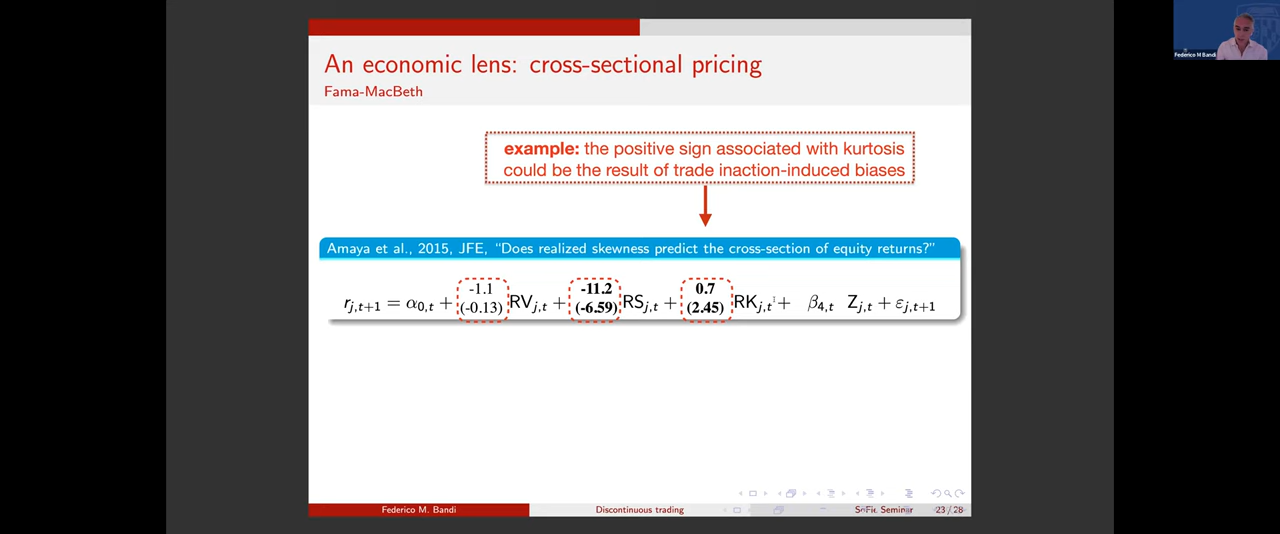 An economic lens: cross-sectional pricing
Fama-MacBeth
example: the positive sign associated with kurtosis
could be the result of trade inaction-induced biases
Amaya et al., 2015, JFE, "Does realized skewness predict the cross-section of equity returns?"
-1.1 -11.2 0.7
r_{j,t+1} = α_{0,t} + (-0.13) RV_{j,t} + (-6.59) RS_{j,t} + (2.45) RK_{j,t} + β_{4,t} Z_{j,t} + ε_{j,t+1}
Federico M. Bandi Discontinuous trading SoFiE Seminar 23 / 28
Federico M Bandi